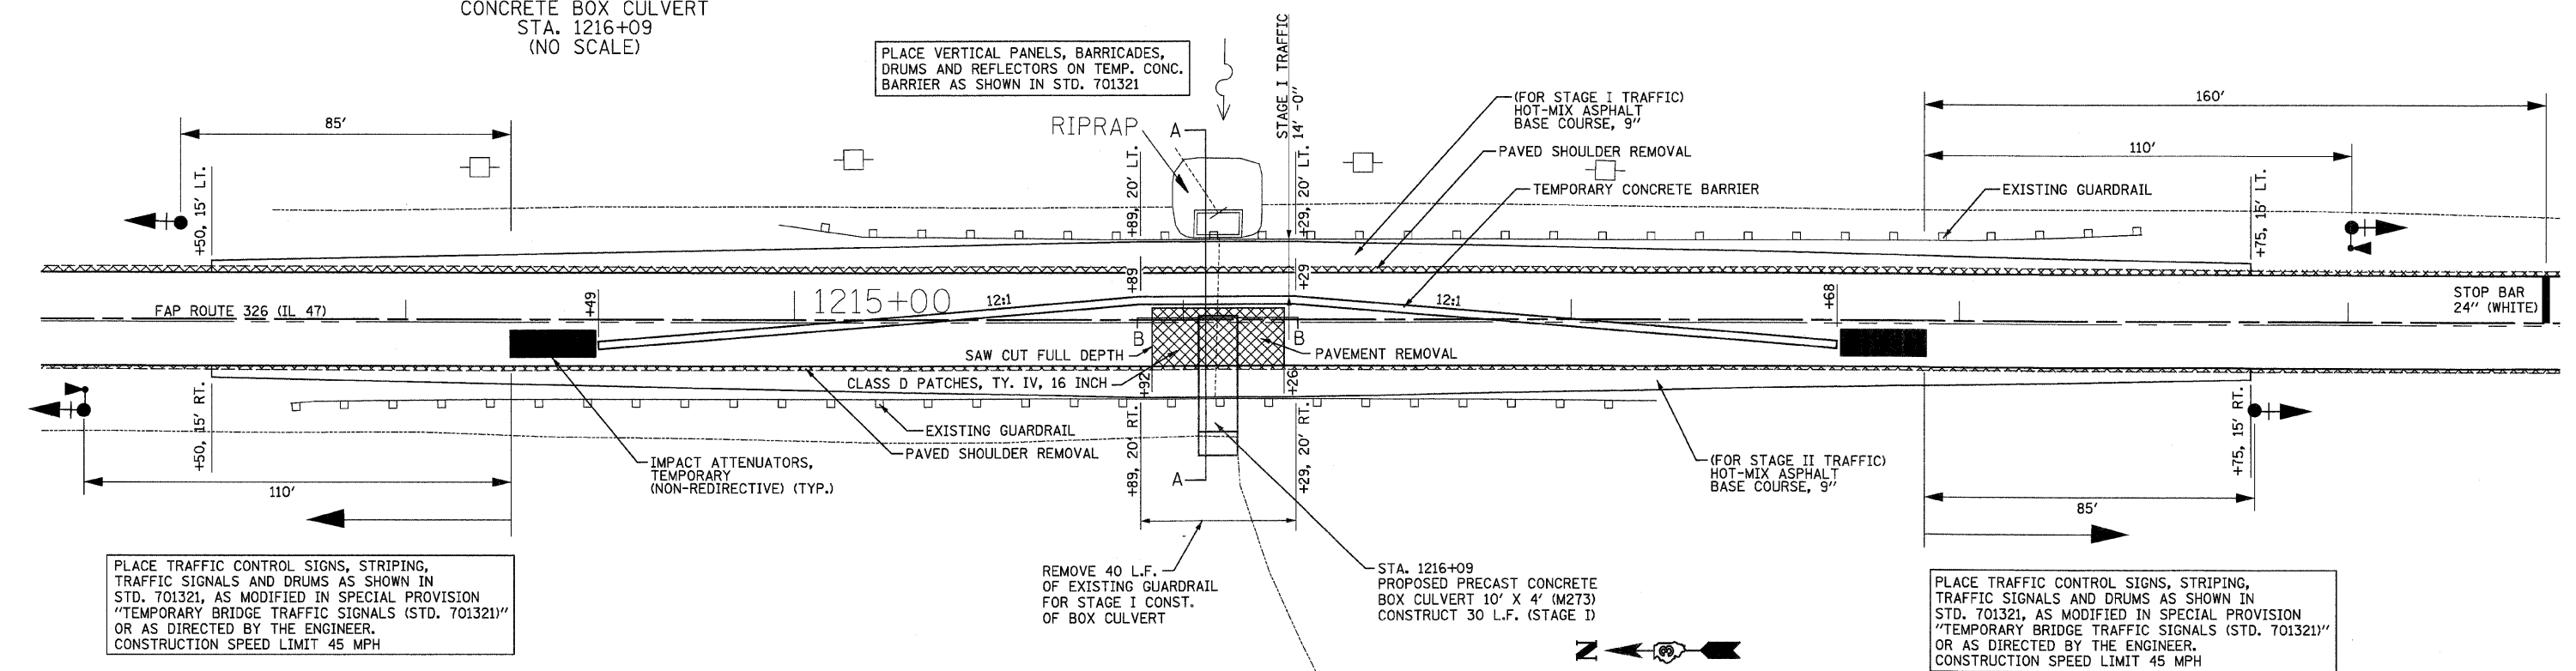 CONCRETE BOX CULVERT
STA. 1216+09
(NO SCALE)
PLACE VERTICAL PANELS, BARRICADES,
DRUMS AND REFLECTORS ON TEMP. CONC.
BARRIER AS SHOWN IN STD. 701321
STAGE I TRAFFIC
14' -0"
(FOR STAGE I TRAFFIC)
HOT-MIX ASPHALT
BASE COURSE, 9"
160'
85'
RIPRAP
A
PAVED SHOULDER REMOVAL
110'
TEMPORARY CONCRETE BARRIER
EXISTING GUARDRAIL
+50, 15' LT.
+89, 20' LT.
+29, 20' LT.
+75, 15' LT.
+89
+29
+49
1215+00
12:1
12:1
+68
FAP ROUTE 326 (IL 47)
STOP BAR
24" (WHITE)
B
B
SAW CUT FULL DEPTH
PAVEMENT REMOVAL
CLASS D PATCHES, TY. IV, 16 INCH
+92
+26
+50, 15' RT.
+89, 20' RT.
+29, 20' RT.
+75, 15' RT.
EXISTING GUARDRAIL
PAVED SHOULDER REMOVAL
IMPACT ATTENUATORS,
TEMPORARY
(NON-REDIRECTIVE) (TYP.)
(FOR STAGE II TRAFFIC)
HOT-MIX ASPHALT
BASE COURSE, 9"
A
110'
85'
PLACE TRAFFIC CONTROL SIGNS, STRIPING,
TRAFFIC SIGNALS AND DRUMS AS SHOWN IN
STD. 701321, AS MODIFIED IN SPECIAL PROVISION
"TEMPORARY BRIDGE TRAFFIC SIGNALS (STD. 701321)"
OR AS DIRECTED BY THE ENGINEER.
CONSTRUCTION SPEED LIMIT 45 MPH
REMOVE 40 L.F.
OF EXISTING GUARDRAIL
FOR STAGE I CONST.
OF BOX CULVERT
STA. 1216+09
PROPOSED PRECAST CONCRETE
BOX CULVERT 10' X 4' (M273)
CONSTRUCT 30 L.F. (STAGE I)
N
3
PLACE TRAFFIC CONTROL SIGNS, STRIPING,
TRAFFIC SIGNALS AND DRUMS AS SHOWN IN
STD. 701321, AS MODIFIED IN SPECIAL PROVISION
"TEMPORARY BRIDGE TRAFFIC SIGNALS (STD. 701321)"
OR AS DIRECTED BY THE ENGINEER.
CONSTRUCTION SPEED LIMIT 45 MPH